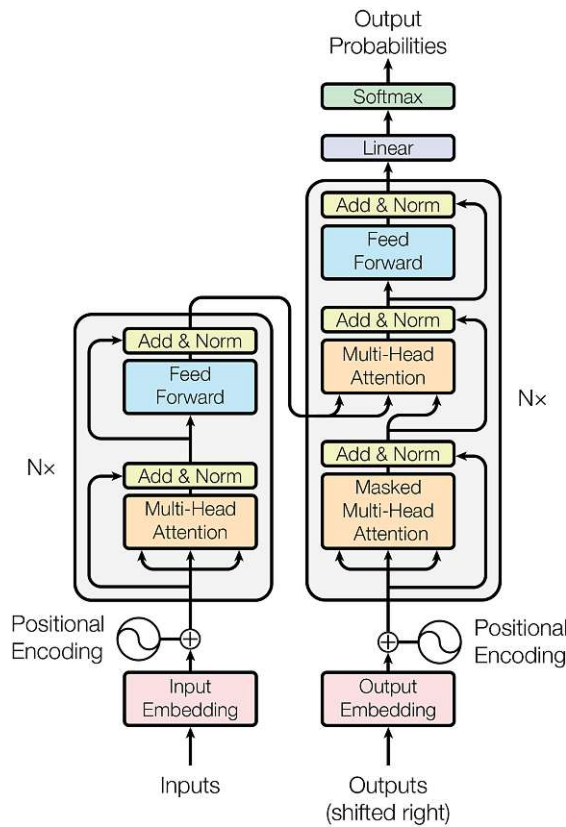 Output
Probabilities
Softmax
Linear
Add & Norm
Feed
Forward
Add & Norm
Multi-Head
Attention
Nx
Add & Norm
Masked
Multi-Head
Attention
Add & Norm
Feed
Forward
Nx
Add & Norm
Multi-Head
Attention
Positional
Encoding
Positional
Encoding
Input
Embedding
Output
Embedding
Inputs
Outputs
(shifted right)